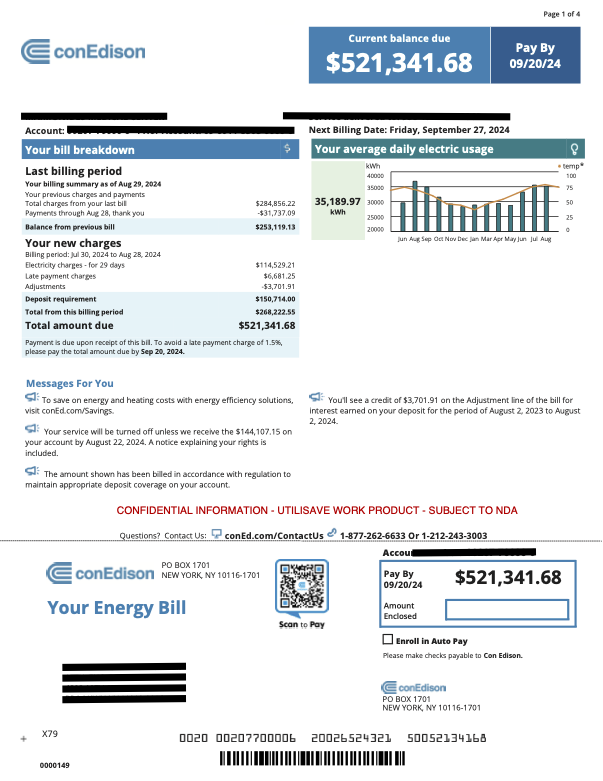 Page 1 of 4
conEdison
Current balance due
$521,341.68
Pay By
09/20/24
Account:
Next Billing Date: Friday, September 27, 2024
Your bill breakdown
$
Last billing period
Your billing summary as of Aug 29, 2024
Your previous charges and payments
Total charges from your last bill $284,856.22
Payments through Aug 28, thank you -$31,737.09
Balance from previous bill $253,119.13
Your new charges
Billing period: Jul 30, 2024 to Aug 28, 2024
Electricity charges - for 29 days $114,529.21
Late payment charges $6,681.25
Adjustments -$3,701.91
Deposit requirement $150,714.00
Total from this billing period $268,222.55
Total amount due $521,341.68
Payment is due upon receipt of this bill. To avoid a late payment charge of 1.5%,
please pay the total amount due by Sep 20, 2024.
Your average daily electric usage
35,189.97
kWh
kWh
temp*
40000 100
35000 75
30000 50
25000 25
20000 0
Jun Aug Sep Oct Nov Dec Jan Mar Apr May Jun Jul Aug
Messages For You
To save on energy and heating costs with energy efficiency solutions,
visit conEd.com/Savings.
Your service will be turned off unless we receive the $144,107.15 on
your account by August 22, 2024. A notice explaining your rights is
included.
The amount shown has been billed in accordance with regulation to
maintain appropriate deposit coverage on your account.
You'll see a credit of $3,701.91 on the Adjustment line of the bill for
interest earned on your deposit for the period of August 2, 2023 to August
2, 2024.
CONFIDENTIAL INFORMATION - UTILISAVE WORK PRODUCT - SUBJECT TO NDA
Questions? Contact Us: conEd.com/ContactUs 1-877-262-6633 Or 1-212-243-3003
conEdison
PO BOX 1701
NEW YORK, NY 10116-1701
Your Energy Bill
Scan to Pay
Pay By
09/20/24
$521,341.68
Amount
Enclosed
Enroll in Auto Pay
Please make checks payable to Con Edison.
conEdison
PO BOX 1701
NEW YORK, NY 10116-1701
X79
0020 00207700006 20026524321 50052134168
0000149